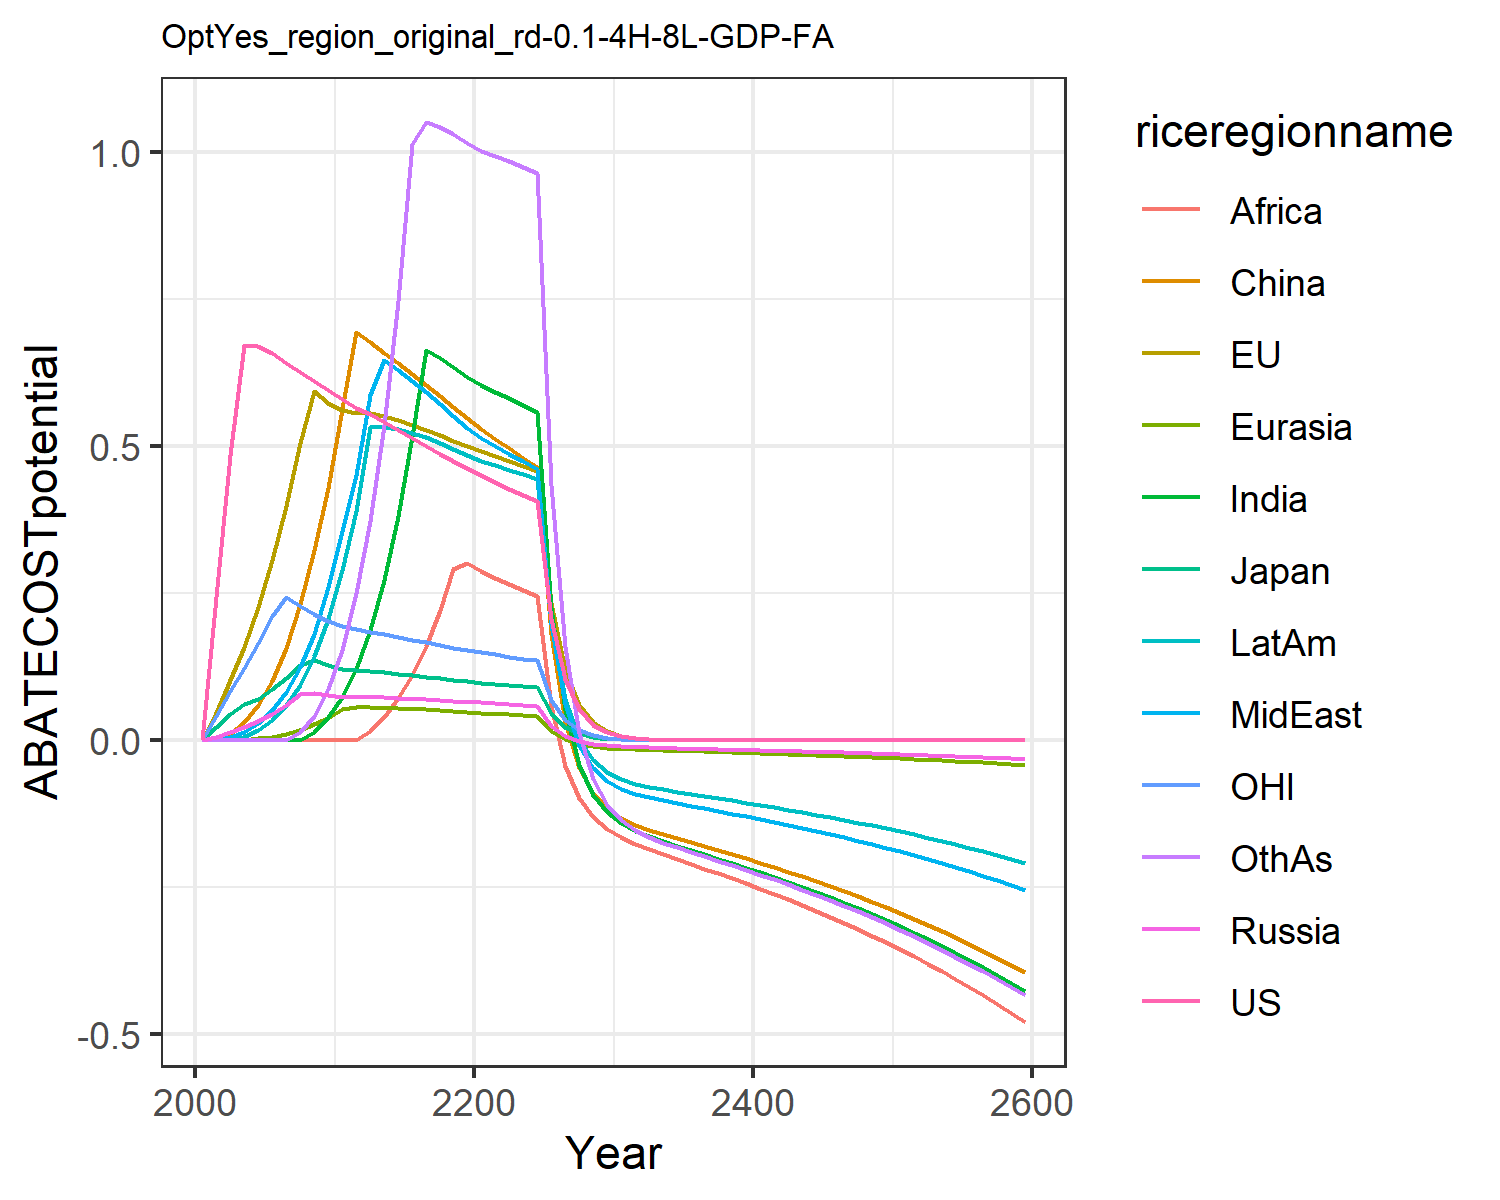 OptYes_region_original_rd-0.1-4H-8L-GDP-FA
ABATECOSTpotential
1.0
0.5
0.0
-0.5
2000
2200
2400
2600
Year
riceregionname
Africa
China
EU
Eurasia
India
Japan
LatAm
MidEast
OHI
OthAs
Russia
US